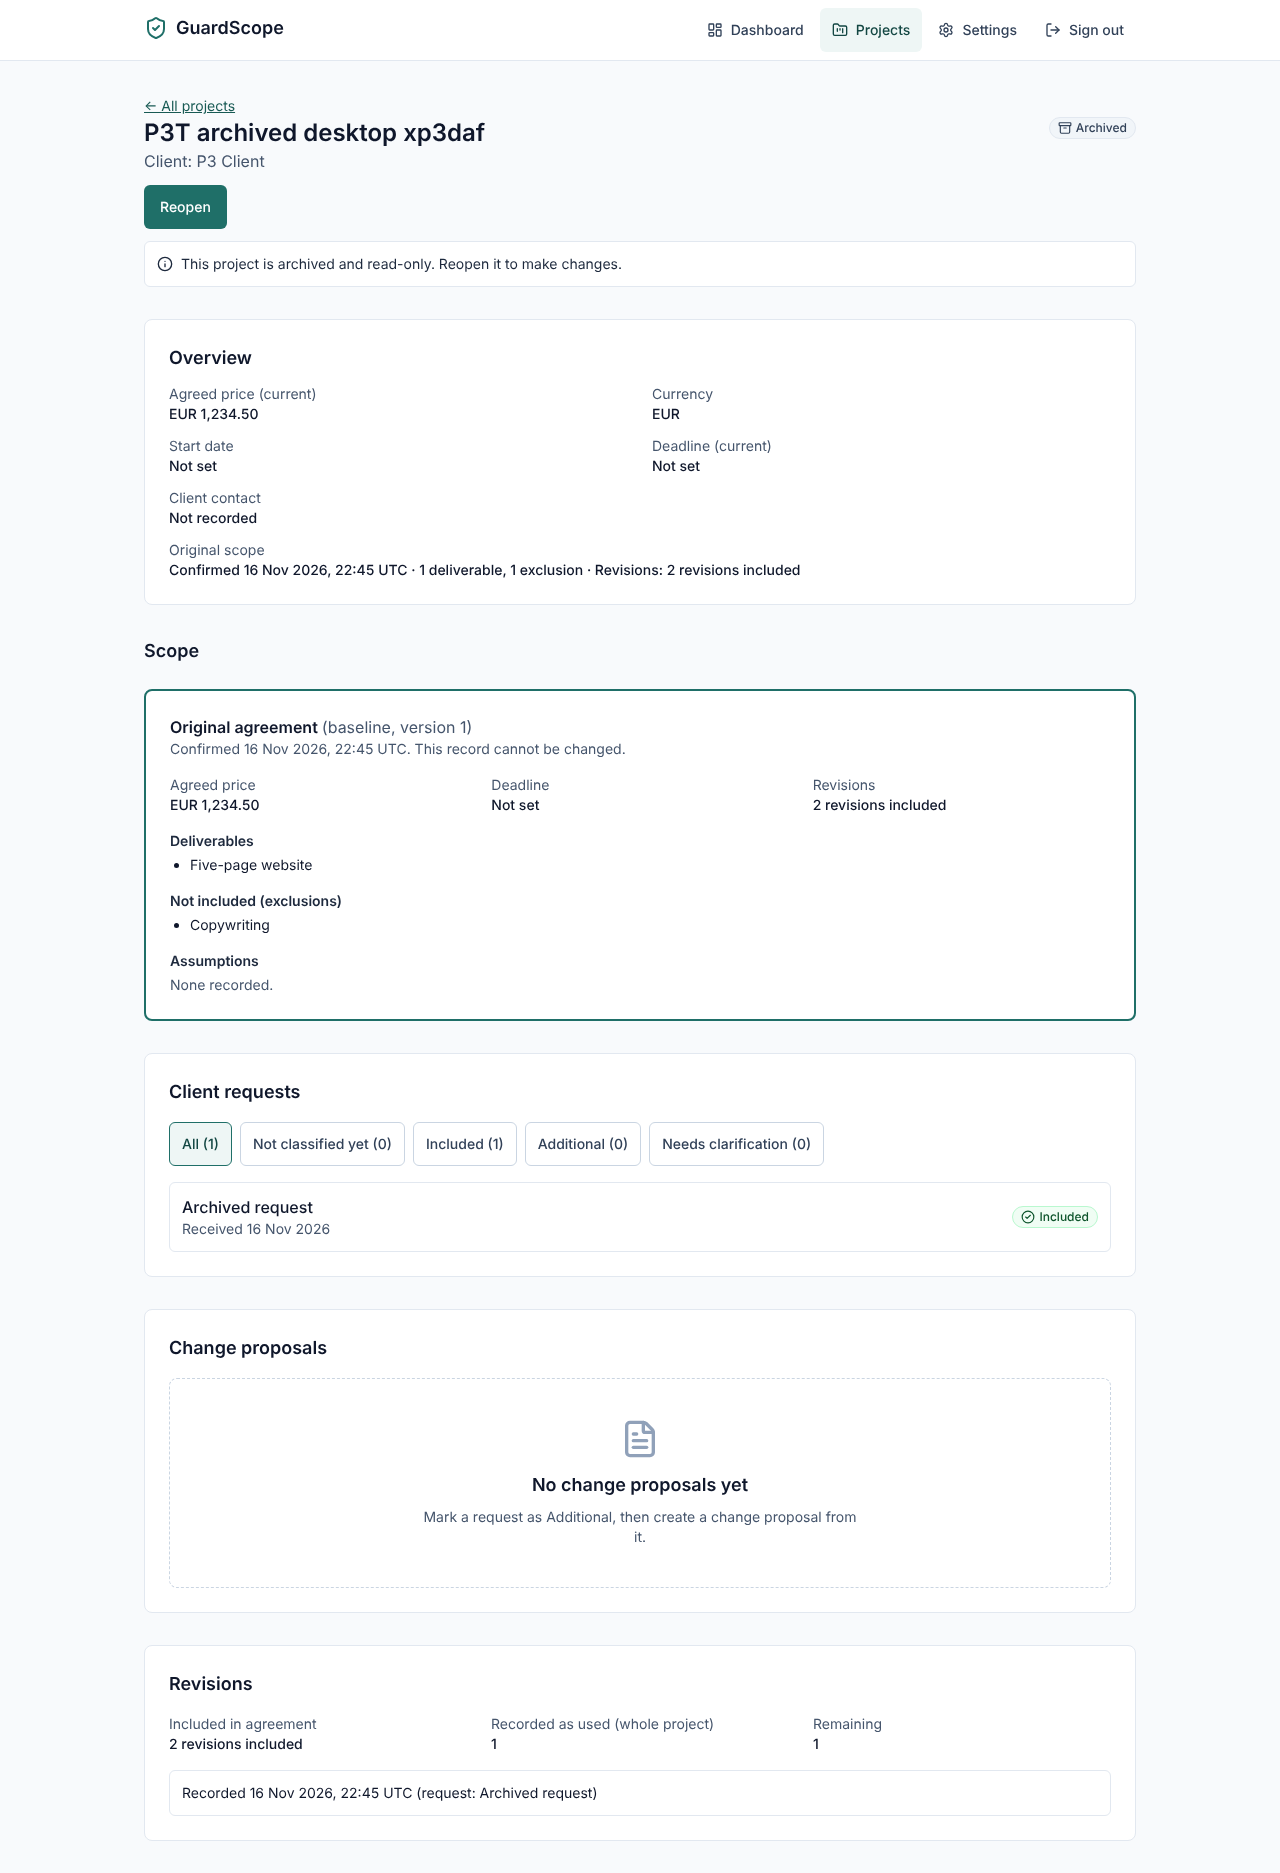 GuardScope
Dashboard
Projects
Settings
Sign out
← All projects
P3T archived desktop xp3daf
Archived
Client: P3 Client
Reopen
This project is archived and read-only. Reopen it to make changes.
Overview
Agreed price (current)
EUR 1,234.50
Currency
EUR
Start date
Not set
Deadline (current)
Not set
Client contact
Not recorded
Original scope
Confirmed 16 Nov 2026, 22:45 UTC · 1 deliverable, 1 exclusion · Revisions: 2 revisions included
Scope
Original agreement (baseline, version 1)
Confirmed 16 Nov 2026, 22:45 UTC. This record cannot be changed.
Agreed price
EUR 1,234.50
Deadline
Not set
Revisions
2 revisions included
Deliverables
• Five-page website
Not included (exclusions)
• Copywriting
Assumptions
None recorded.
Client requests
All (1)
Not classified yet (0)
Included (1)
Additional (0)
Needs clarification (0)
Archived request
Received 16 Nov 2026
Included
Change proposals
No change proposals yet
Mark a request as Additional, then create a change proposal from
it.
Revisions
Included in agreement
2 revisions included
Recorded as used (whole project)
1
Remaining
1
Recorded 16 Nov 2026, 22:45 UTC (request: Archived request)